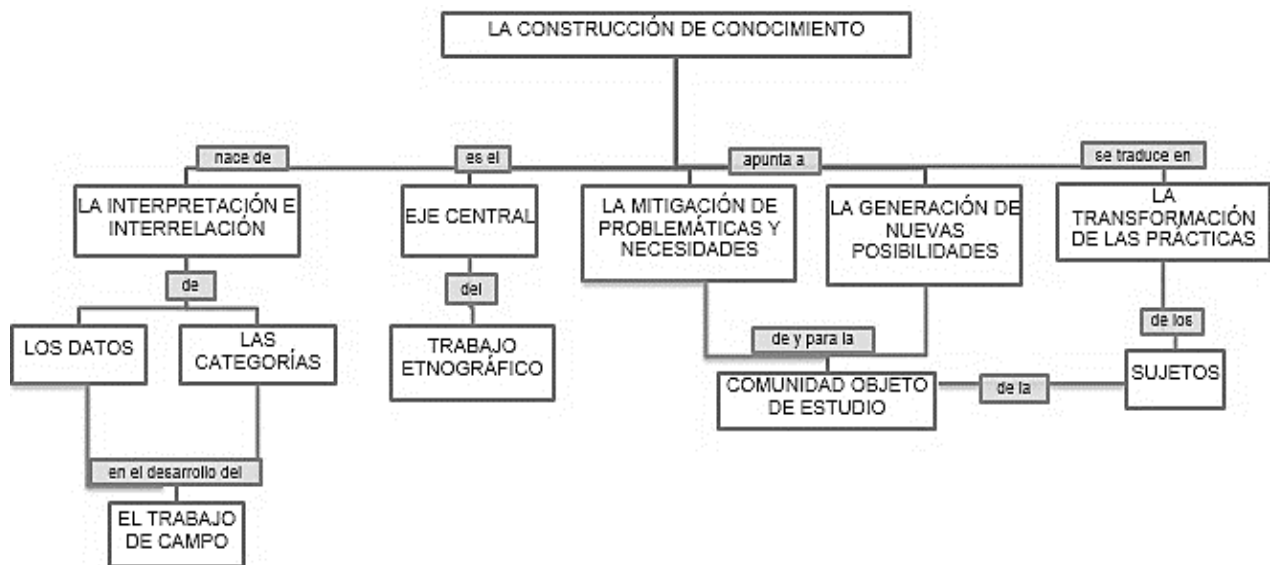 LA CONSTRUCCIÓN DE CONOCIMIENTO
nace de
es el
apunta a
se traduce en
LA INTERPRETACIÓN E
INTERRELACIÓN
EJE CENTRAL
LA MITIGACIÓN DE
PROBLEMÁTICAS Y
NECESIDADES
LA GENERACIÓN DE
NUEVAS
POSIBILIDADES
LA
TRANSFORMACIÓN
DE LAS PRÁCTICAS
de
del
de los
LOS DATOS
LAS
CATEGORÍAS
TRABAJO
ETNOGRÁFICO
de y para la
COMUNIDAD OBJETO
DE ESTUDIO
de la
SUJETOS
en el desarrollo del
EL TRABAJO
DE CAMPO